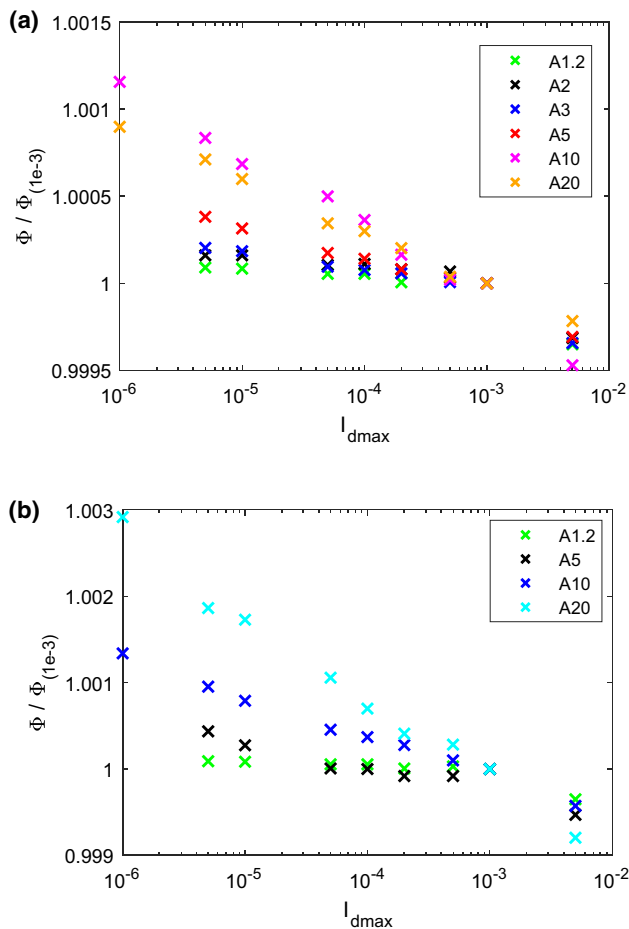 (a)
1.0015
1.001
1.0005
1
0.9995
Φ / Φ(1e-3)
A1.2
A2
A3
A5
A10
A20
10-6
10-5
10-4
10-3
10-2
Idmax
(b)
1.003
1.002
1.001
1
0.999
Φ / Φ(1e-3)
A1.2
A5
A10
A20
10-6
10-5
10-4
10-3
10-2
Idmax